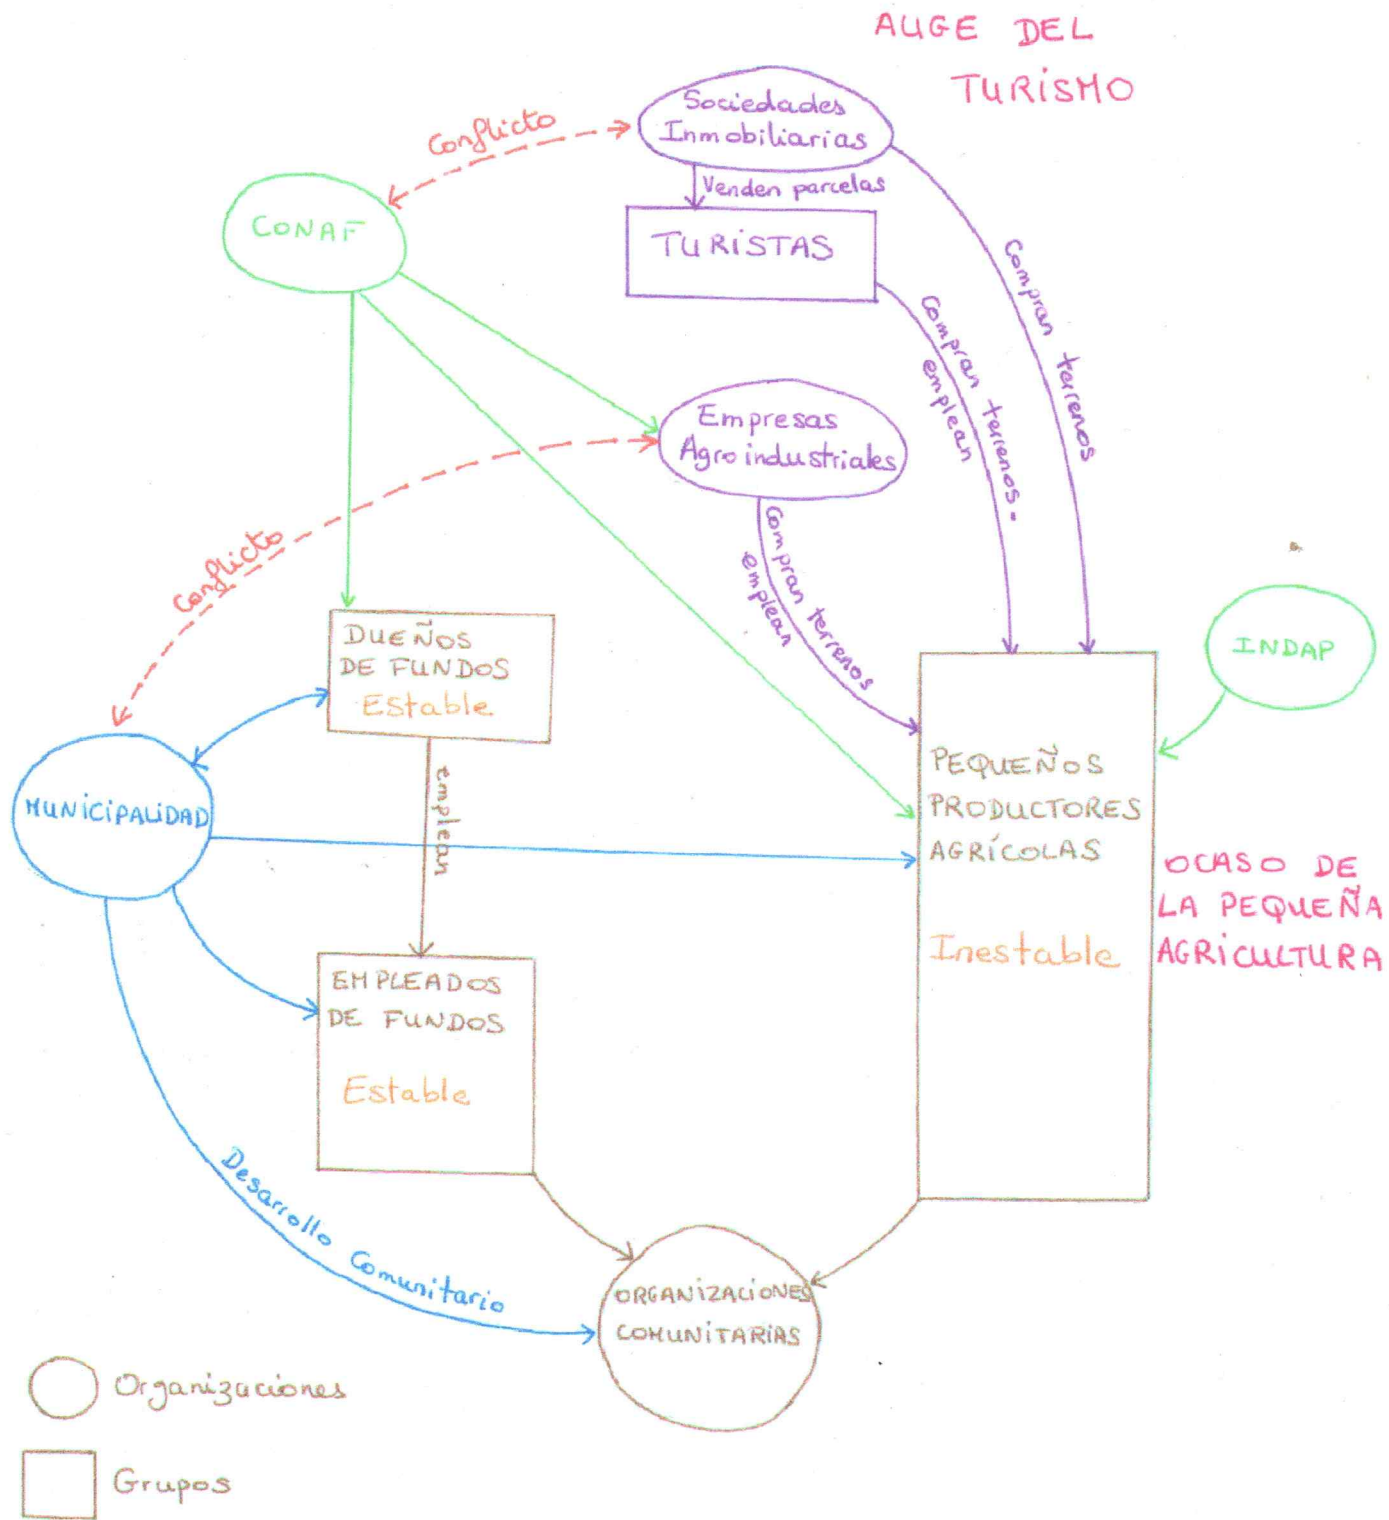 AUGE DEL
TURISMO
Sociedades
Inmobiliarias
Conflicto
Venden parcelas
CONAF
TURISTAS
Compran terrenos
Compran terrenos.
emplean
Empresas
Agroindustriales
Conflicto
Compran terrenos
emplean
DUEÑOS
DE FUNDOS
Estable
INDAP
MUNICIPALIDAD
emplean
PEQUEÑOS
PRODUCTORES
AGRÍCOLAS
Inestable
OCASO DE
LA PEQUEÑA
AGRICULTURA
EMPLEADOS
DE FUNDOS
Estable
Desarrollo Comunitario
ORGANIZACIONES
COMUNITARIAS
Organizaciones
Grupos